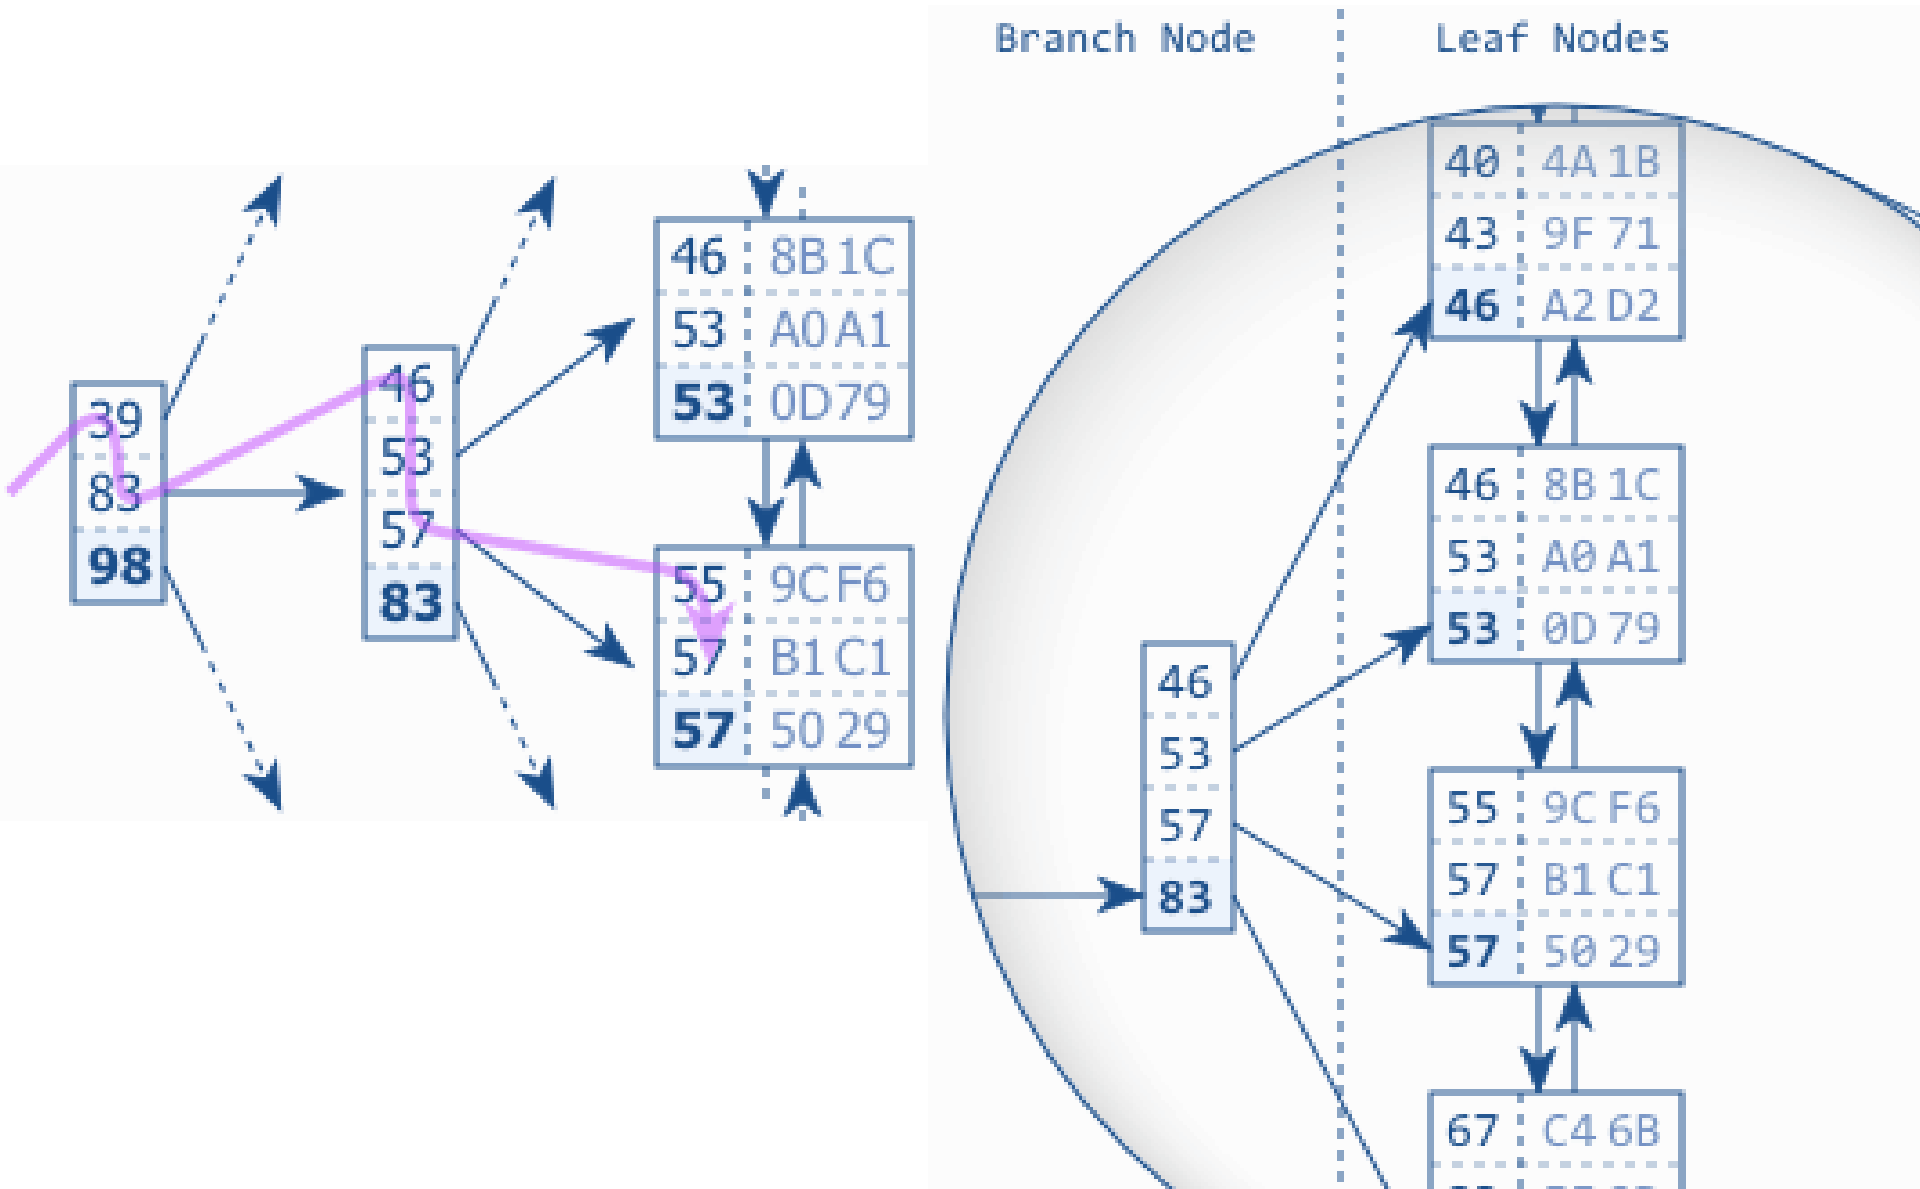 39
83
98
46
53
57
83
46 8B 1C
53 A0 A1
53 0D 79
55 9C F6
57 B1 C1
57 50 29
Branch Node
46
53
57
83
Leaf Nodes
40 4A 1B
43 9F 71
46 A2 D2
46 8B 1C
53 A0 A1
53 0D 79
55 9C F6
57 B1 C1
57 50 29
67 C4 6B